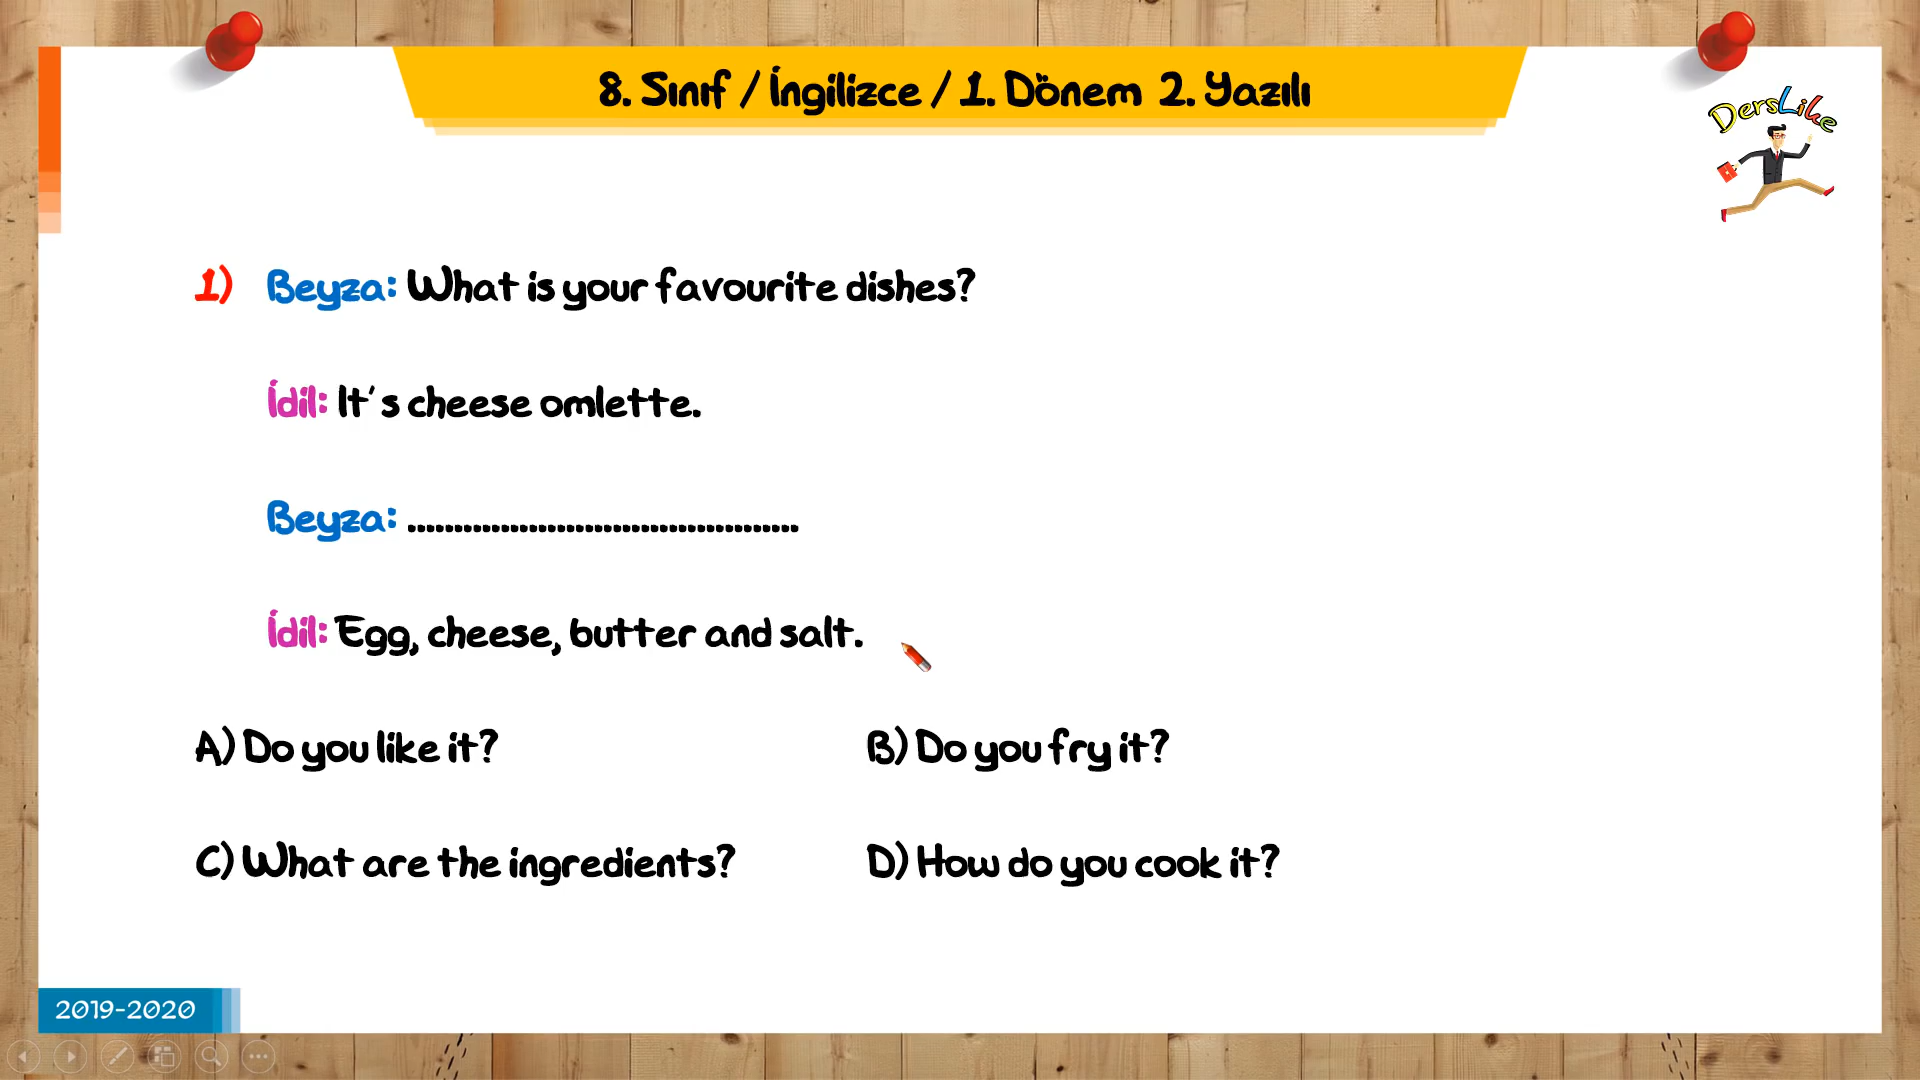 8. Sınıf / İngilizce / 1. Dönem 2. Yazılı
DersLike
1) Beyza: What is your favourite dishes?
İdil: It's cheese omlette.
Beyza: ..........................................
İdil: Egg, cheese, butter and salt.
A) Do you like it?
B) Do you fry it?
C) What are the ingredients?
D) How do you cook it?
2019-2020